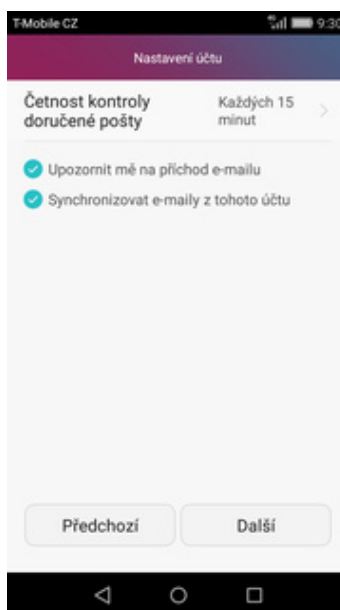 T-Mobile CZ 9:30
Nastavení účtu
Četnost kontroly
doručené pošty
Každých 15
minut
Upozornit mě na příchod e-mailu
Synchronizovat e-maily z tohoto účtu
Předchozí Další